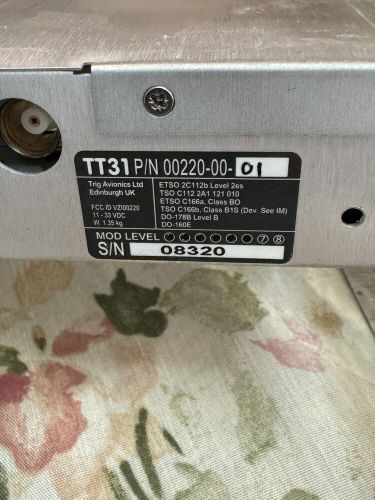 TT31 P/N 00220-00-01
Trig Avionics Ltd
Edinburgh UK
FCC ID VZI00220
11 - 33 VDC
W: 1.35 kg
ETSO 2C112b Level 2es
TSO C112 2A1 121 010
ETSO C166a, Class BO
TSO C166b, Class B1S (Dev. See IM)
DO-178B Level B
DO-160E
MOD LEVEL 7 8
S/N 08320